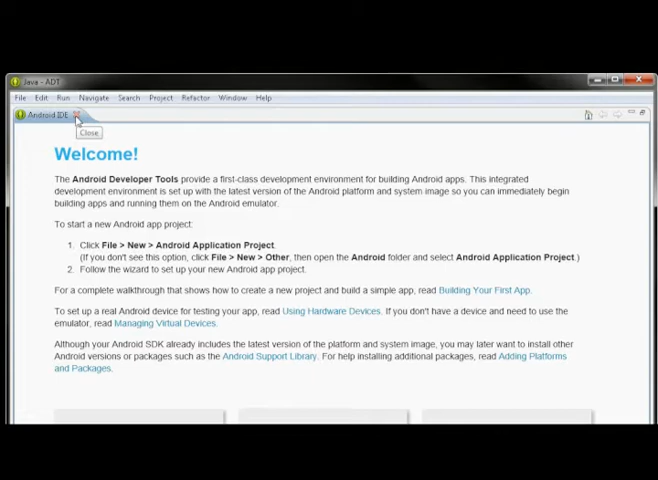 Java - ADT
File Edit Run Navigate Search Project Refactor Window Help
Android IDE
Close
Welcome!
The Android Developer Tools provide a first-class development environment for building Android apps. This integrated
development environment is set up with the latest version of the Android platform and system image so you can immediately begin
building apps and running them on the Android emulator.
To start a new Android app project:
1. Click File > New > Android Application Project.
(If you don't see this option, click File > New > Other, then open the Android folder and select Android Application Project.)
2. Follow the wizard to set up your new Android app project.
For a complete walkthrough that shows how to create a new project and build a simple app, read Building Your First App.
To set up a real Android device for testing your app, read Using Hardware Devices. If you don't have a device and need to use the
emulator, read Managing Virtual Devices.
Although your Android SDK already includes the latest version of the platform and system image, you may later want to install other
Android versions or packages such as the Android Support Library. For help installing additional packages, read Adding Platforms
and Packages.